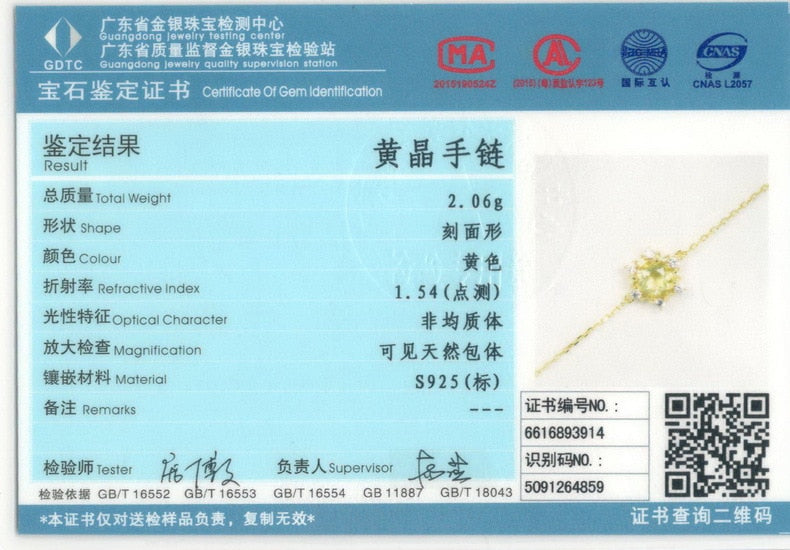 广东省金银珠宝检测中心
Guangdong jewelry testing center
广东省质量监督金银珠宝检验站
Guangdong jewelry quality supervision station
GDTC
宝石鉴定证书 Certificate Of Gem Identification
MA
2015190524Z
国际互认
CNAS
检测
CNAS L2057
鉴定结果
Result
黄晶手链
总质量 Total Weight 2.06g
形状 Shape 刻面形
颜色 Colour 黄色
折射率 Refractive Index 1.54(点测)
光性特征 Optical Character 非均质体
放大检查 Magnification 可见天然包体
镶嵌材料 Material S925(标)
备注 Remarks ---
检验师 Tester 负责人 Supervisor
检验依据 GB/T 16552 GB/T 16553 GB/T 16554 GB 11887 GB/T 18043
*本证书仅对送检样品负责，复制无效*
证书编号NO.:
6616893914
识别码NO.:
5091264859
证书查询二维码